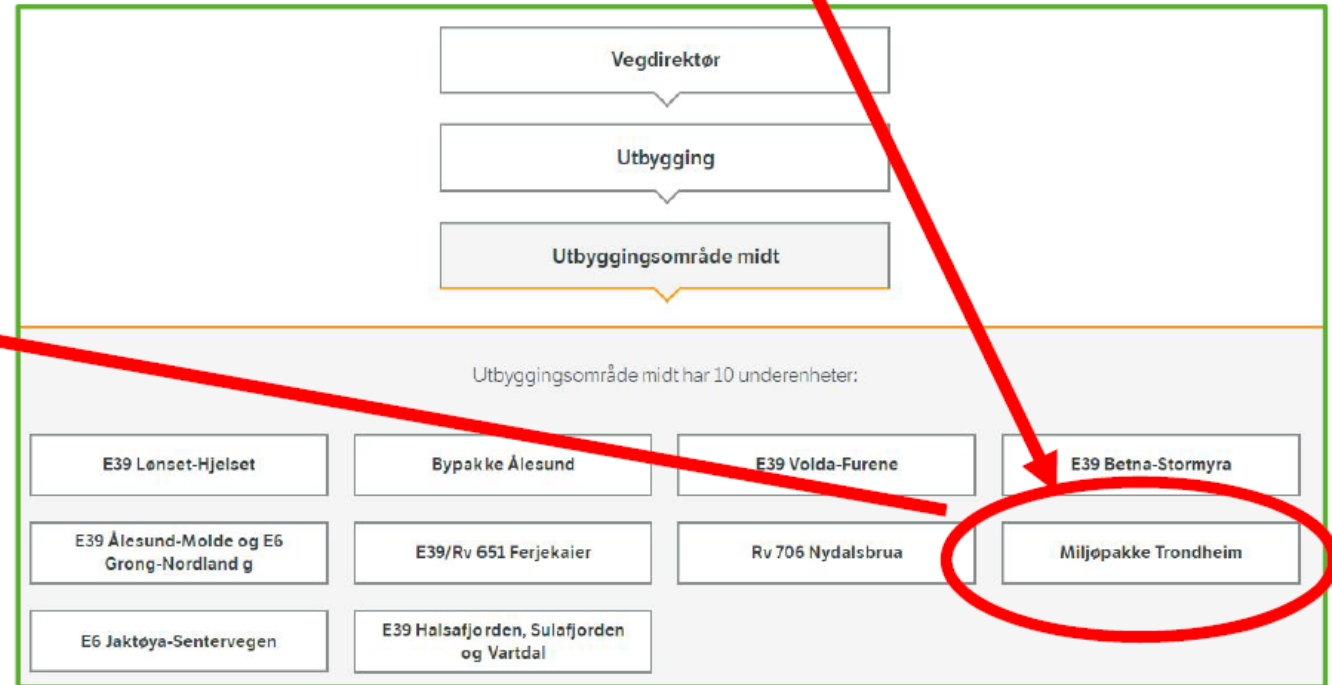 Vegdirektør
Utbygging
Utbyggingsområde midt
Utbyggingsområde midt har 10 underenheter:
E39 Lønset-Hjelset
Bypakke Ålesund
E39 Volda-Furene
E39 Betna-Stormyra
E39 Ålesund-Molde og E6
Grong-Nordland g
E39/Rv 651 Ferjekaier
Rv 706 Nydalsbrua
Miljøpakke Trondheim
E6 Jaktøya-Sentervegen
E39 Halsafjorden, Sulafjorden
og Vartdal